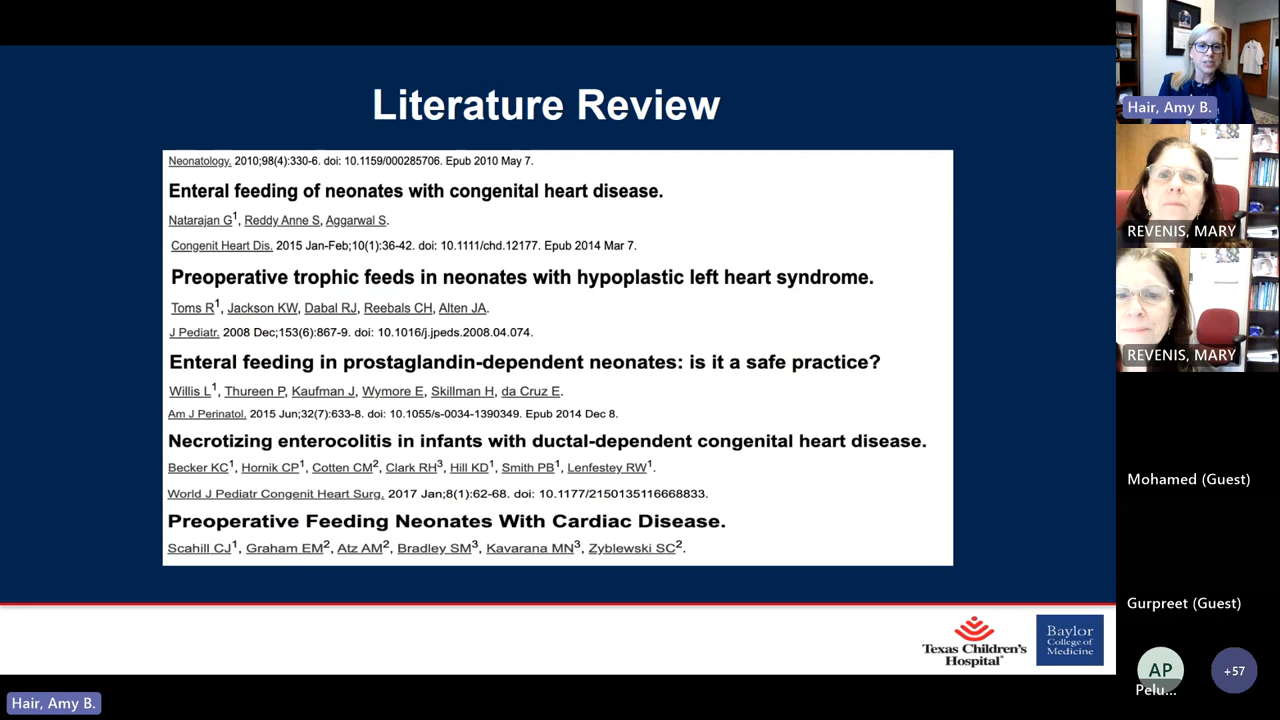 Literature Review
Neonatology. 2010;98(4):330-6. doi: 10.1159/000285706. Epub 2010 May 7.
Enteral feeding of neonates with congenital heart disease.
Natarajan G1, Reddy Anne S, Aggarwal S.
Congenit Heart Dis. 2015 Jan-Feb;10(1):36-42. doi: 10.1111/chd.12177. Epub 2014 Mar 7.
Preoperative trophic feeds in neonates with hypoplastic left heart syndrome.
Toms R1, Jackson KW, Dabal RJ, Reebals CH, Alten JA.
J Pediatr. 2008 Dec;153(6):867-9. doi: 10.1016/j.jpeds.2008.04.074.
Enteral feeding in prostaglandin-dependent neonates: is it a safe practice?
Willis L1, Thureen P, Kaufman J, Wymore E, Skillman H, da Cruz E.
Am J Perinatol. 2015 Jun;32(7):633-8. doi: 10.1055/s-0034-1390349. Epub 2014 Dec 8.
Necrotizing enterocolitis in infants with ductal-dependent congenital heart disease.
Becker KC1, Hornik CP1, Cotten CM2, Clark RH3, Hill KD1, Smith PB1, Lenfestey RW1.
World J Pediatr Congenit Heart Surg. 2017 Jan;8(1):62-68. doi: 10.1177/2150135116668833.
Preoperative Feeding Neonates With Cardiac Disease.
Scahill CJ1, Graham EM2, Atz AM2, Bradley SM3, Kavarana MN3, Zyblewski SC2.
Texas Children's
Hospital
Baylor
College of
Medicine
Hair, Amy B.
Hair, Amy B.
REVENIS, MARY
REVENIS, MARY
Mohamed (Guest)
Gurpreet (Guest)
AP
Pelu...
+57